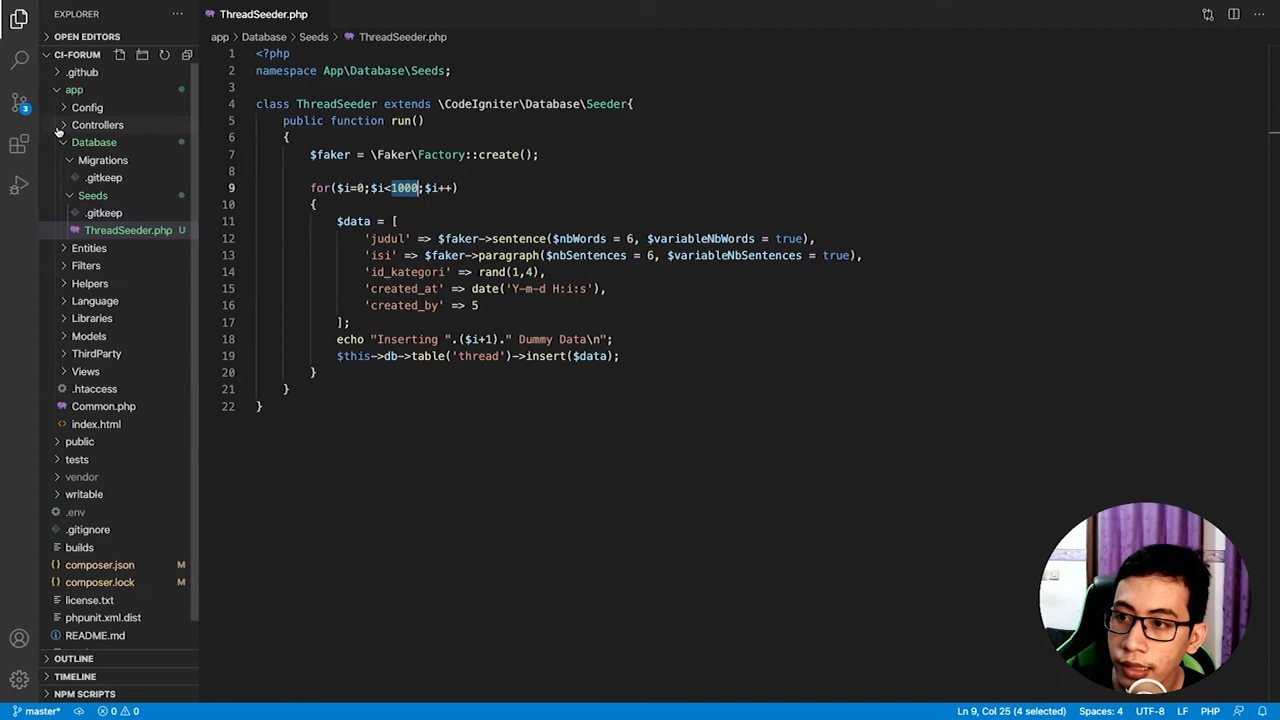 EXPLORER
OPEN EDITORS
CI-FORUM
.github
app
Config
Controllers
Database
Migrations
.gitkeep
Seeds
.gitkeep
ThreadSeeder.php U
Entities
Filters
Helpers
Language
Libraries
Models
ThirdParty
Views
.htaccess
Common.php
index.html
public
tests
vendor
writable
.env
.gitignore
builds
composer.json M
composer.lock M
license.txt
phpunit.xml.dist
README.md
OUTLINE
TIMELINE
NPM SCRIPTS
3
ThreadSeeder.php
app > Database > Seeds > ThreadSeeder.php
1 <?php
2 namespace App\Database\Seeds;
3
4 class ThreadSeeder extends \CodeIgniter\Database\Seeder{
5 public function run()
6 {
7 $faker = \Faker\Factory::create();
8
9 for($i=0;$i<1000;$i++)
10 {
11 $data = [
12 'judul' => $faker->sentence($nbWords = 6, $variableNbWords = true),
13 'isi' => $faker->paragraph($nbSentences = 6, $variableNbSentences = true),
14 'id_kategori' => rand(1,4),
15 'created_at' => date('Y-m-d H:i:s'),
16 'created_by' => 5
17 ];
18 echo "Inserting ".($i+1)." Dummy Data\n";
19 $this->db->table('thread')->insert($data);
20 }
21 }
22 }
master* 0 0 Ln 9, Col 25 (4 selected) Spaces: 4 UTF-8 LF PHP